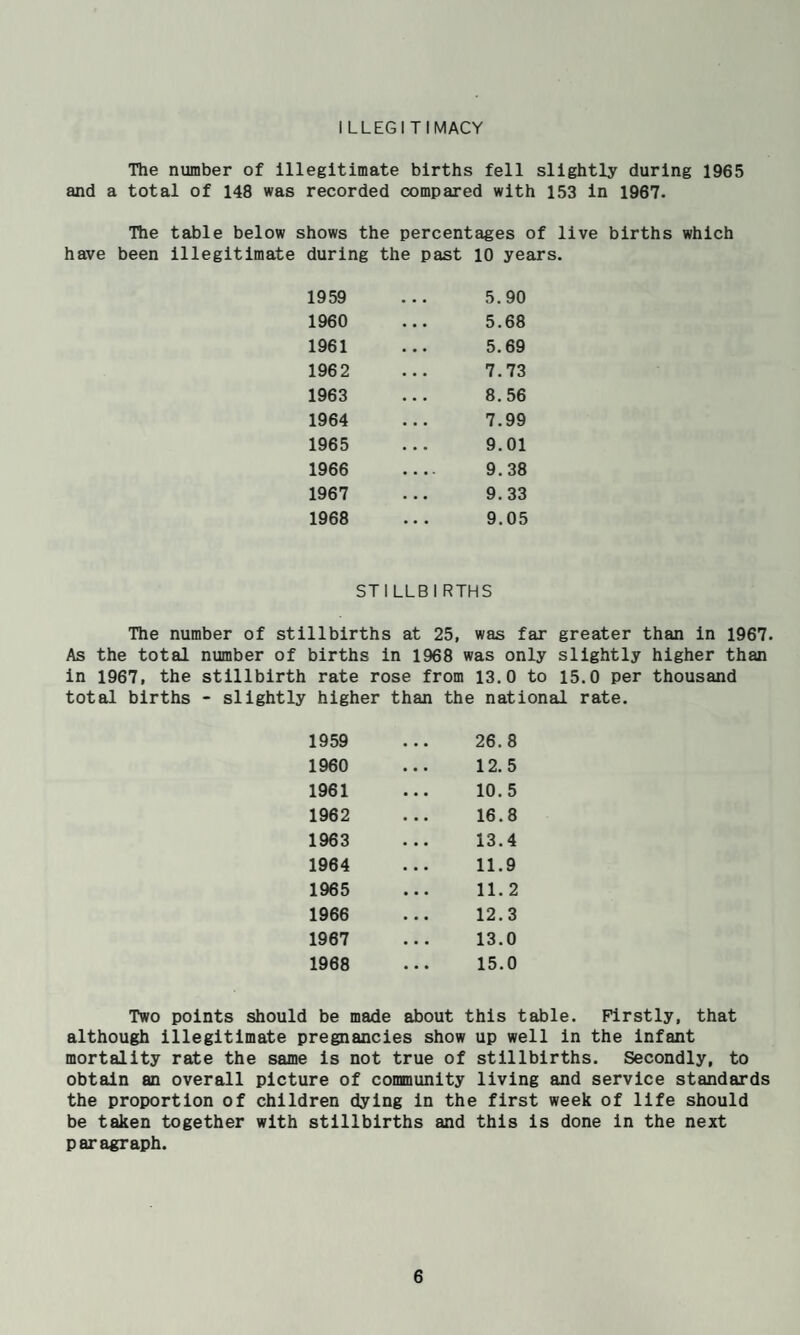 ILLEGITIMACY
The number of illegitimate births fell slightly during 1965
and a total of 148 was recorded compared with 153 in 1967.
The table below shows the percentages of live births which
have been illegitimate during the past 10 years.
1959 ... 5.90
1960 ... 5.68
1961 ... 5.69
1962 ... 7.73
1963 ... 8.56
1964 ... 7.99
1965 ... 9.01
1966 .... 9.38
1967 ... 9.33
1968 ... 9.05
STILLBIRTHS
The number of stillbirths at 25, was far greater than in 1967.
As the total number of births in 1968 was only slightly higher than
in 1967, the stillbirth rate rose from 13.0 to 15.0 per thousand
total births - slightly higher than the national rate.
1959 ... 26.8
1960 ... 12.5
1961 ... 10.5
1962 ... 16.8
1963 ... 13.4
1964 ... 11.9
1965 ... 11.2
1966 ... 12.3
1967 ... 13.0
1968 ... 15.0
Two points should be made about this table. Firstly, that
although illegitimate pregnancies show up well in the infant
mortality rate the same is not true of stillbirths. Secondly, to
obtain an overall picture of community living and service standards
the proportion of children dying in the first week of life should
be taken together with stillbirths and this is done in the next
paragraph.
6